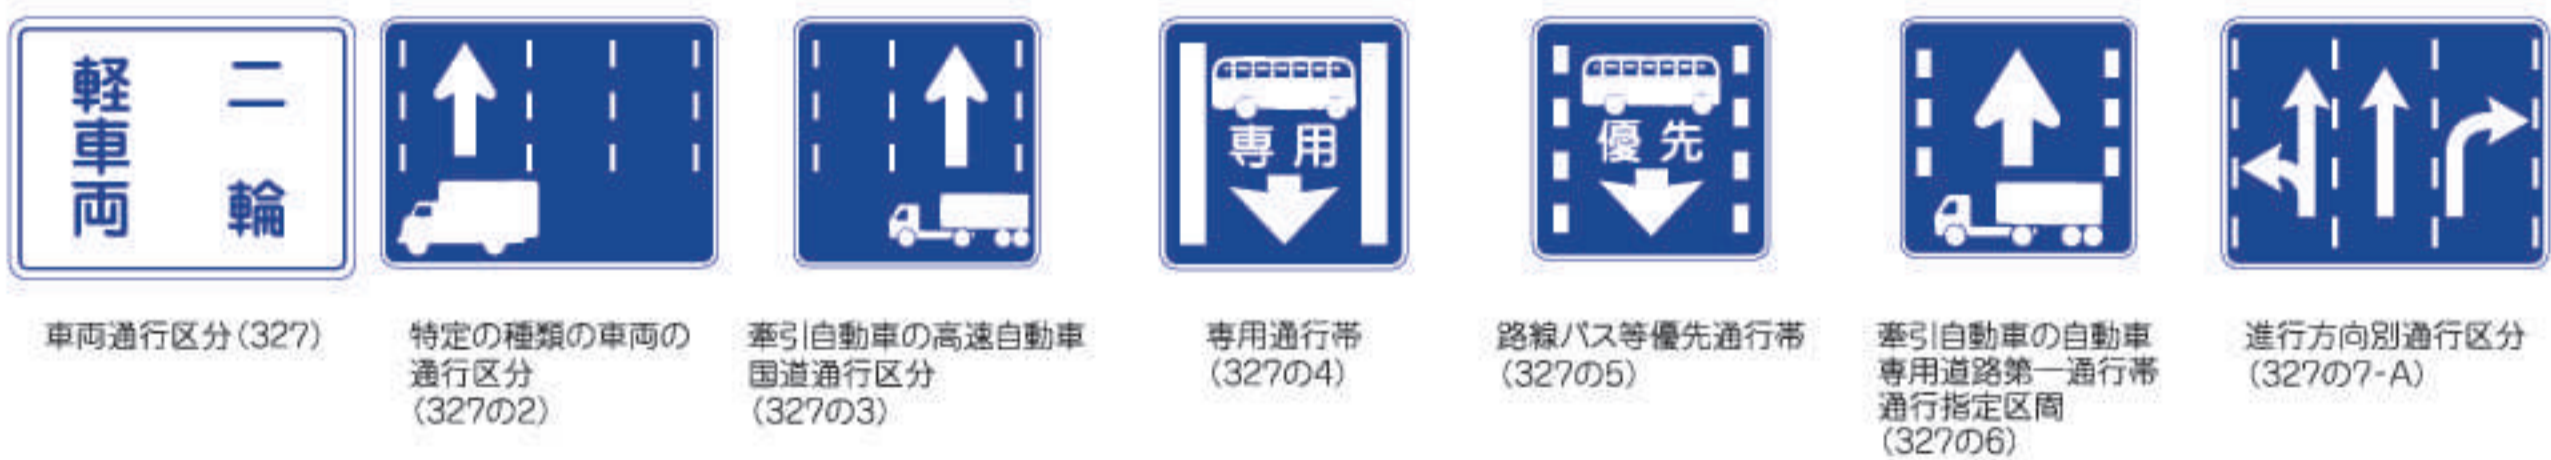 軽車両
二輪
専用
優先
車両通行区分(327)
特定の種類の車両の
通行区分
(327の2)
牽引自動車の高速自動車
国道通行区分
(327の3)
専用通行帯
(327の4)
路線バス等優先通行帯
(327の5)
牽引自動車の自動車
専用道路第一通行帯
通行指定区間
(327の6)
進行方向別通行区分
(327の7-A)